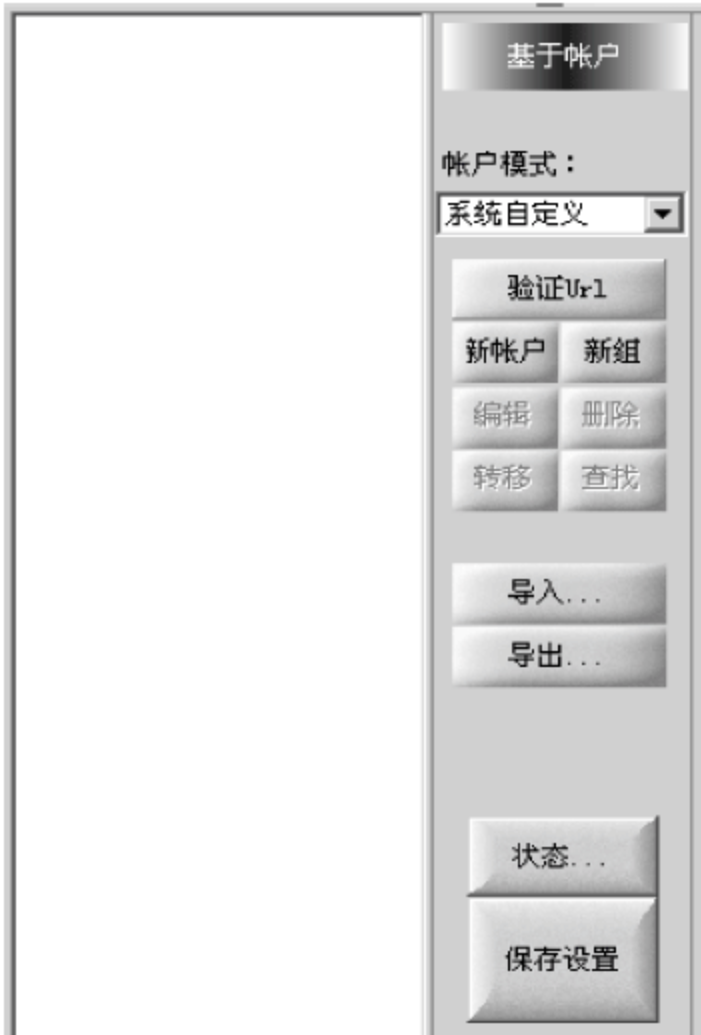 基于帐户
帐户模式：
系统自定义
验证Url
新帐户 新组
编辑 删除
转移 查找
导入...
导出...
状态...
保存设置